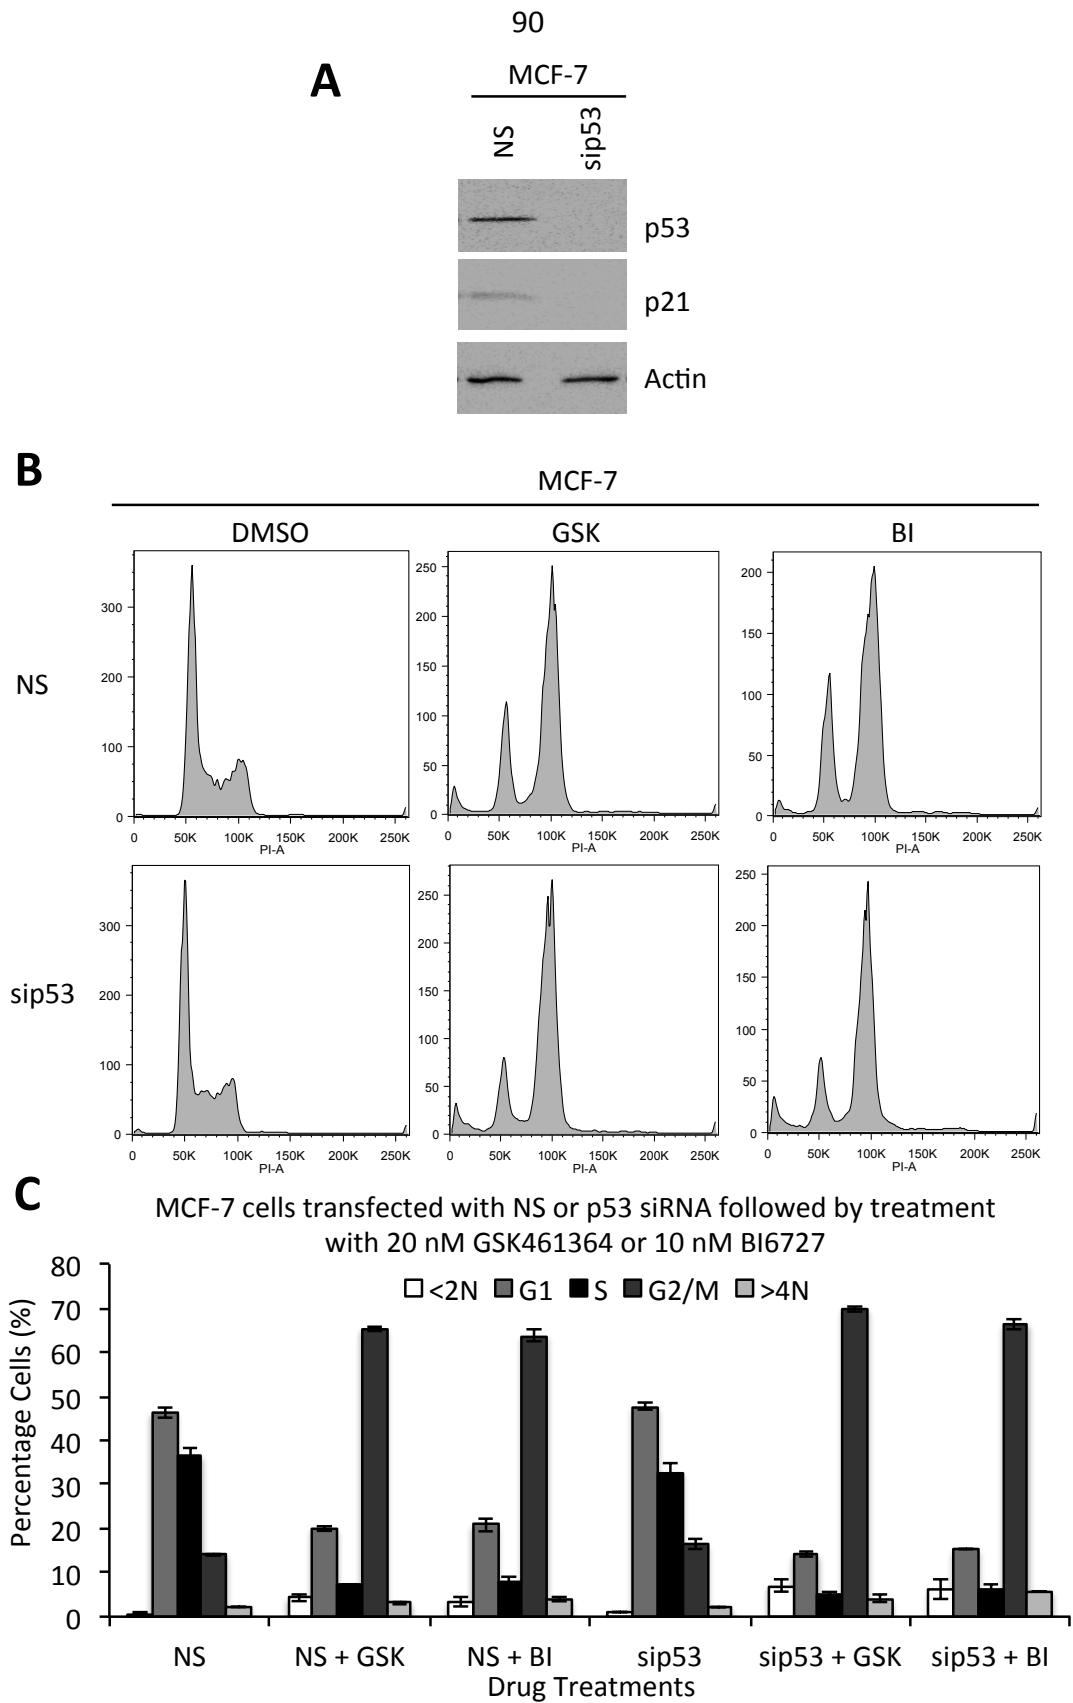 90
A
MCF-7
NS
sip53
p53
p21
Actin
B
MCF-7
DMSO
GSK
BI
NS
300
200
100
0
0 50K 100K 150K 200K 250K
PI-A
250
200
150
100
50
0
0 50K 100K 150K 200K 250K
PI-A
200
150
100
50
0
0 50K 100K 150K 200K 250K
PI-A
sip53
300
200
100
0
0 50K 100K 150K 200K 250K
PI-A
250
200
150
100
50
0
0 50K 100K 150K 200K 250K
PI-A
250
200
150
100
50
0
0 50K 100K 150K 200K 250K
PI-A
C
MCF-7 cells transfected with NS or p53 siRNA followed by treatment
with 20 nM GSK461364 or 10 nM BI6727
<2N G1 S G2/M >4N
Percentage Cells (%)
80
70
60
50
40
30
20
10
0
NS NS + GSK NS + BI sip53 sip53 + GSK sip53 + BI
Drug Treatments